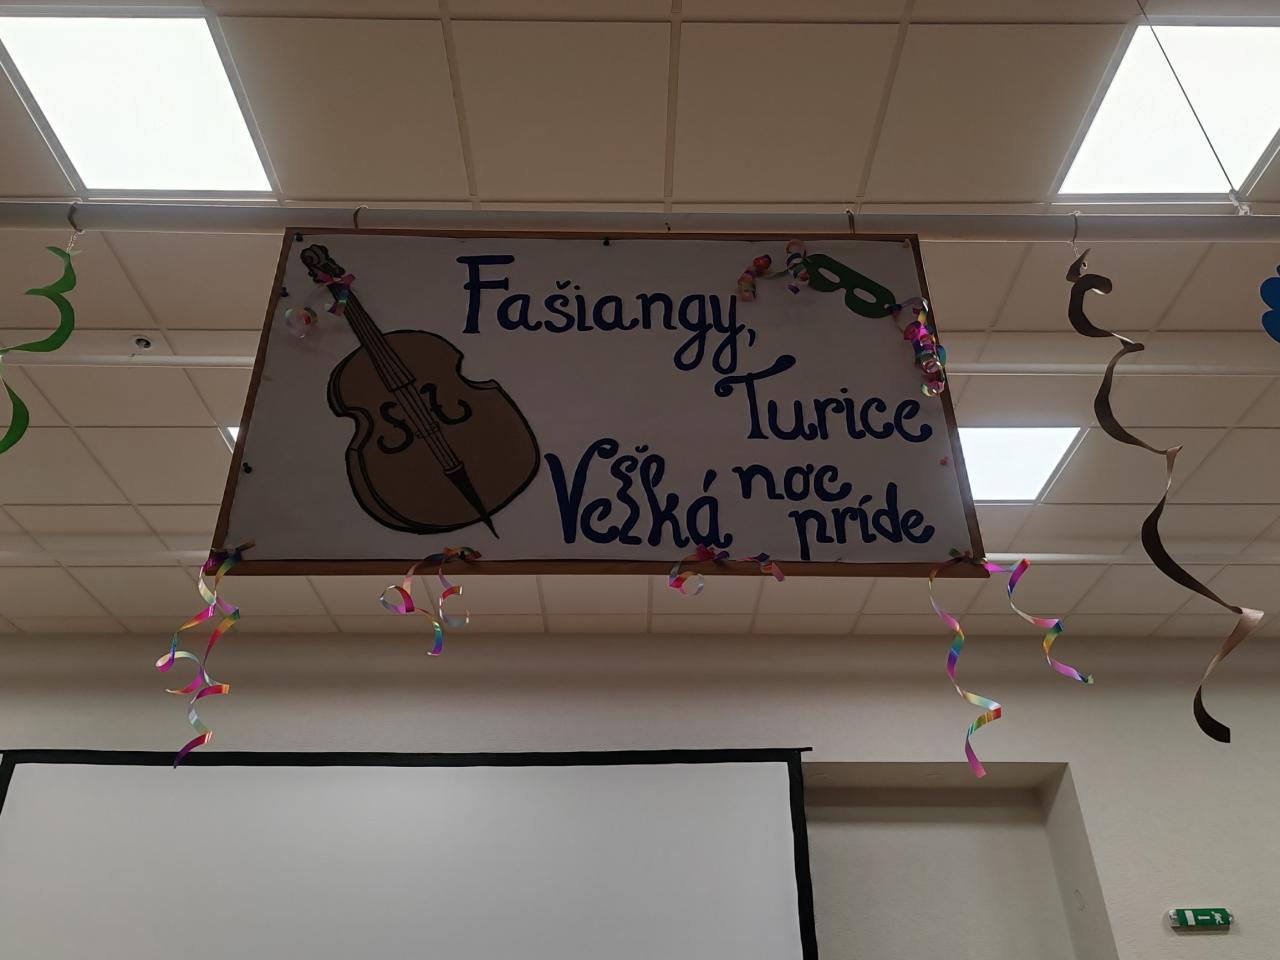 Fašiangy,
Turice
Veľká noc
príde